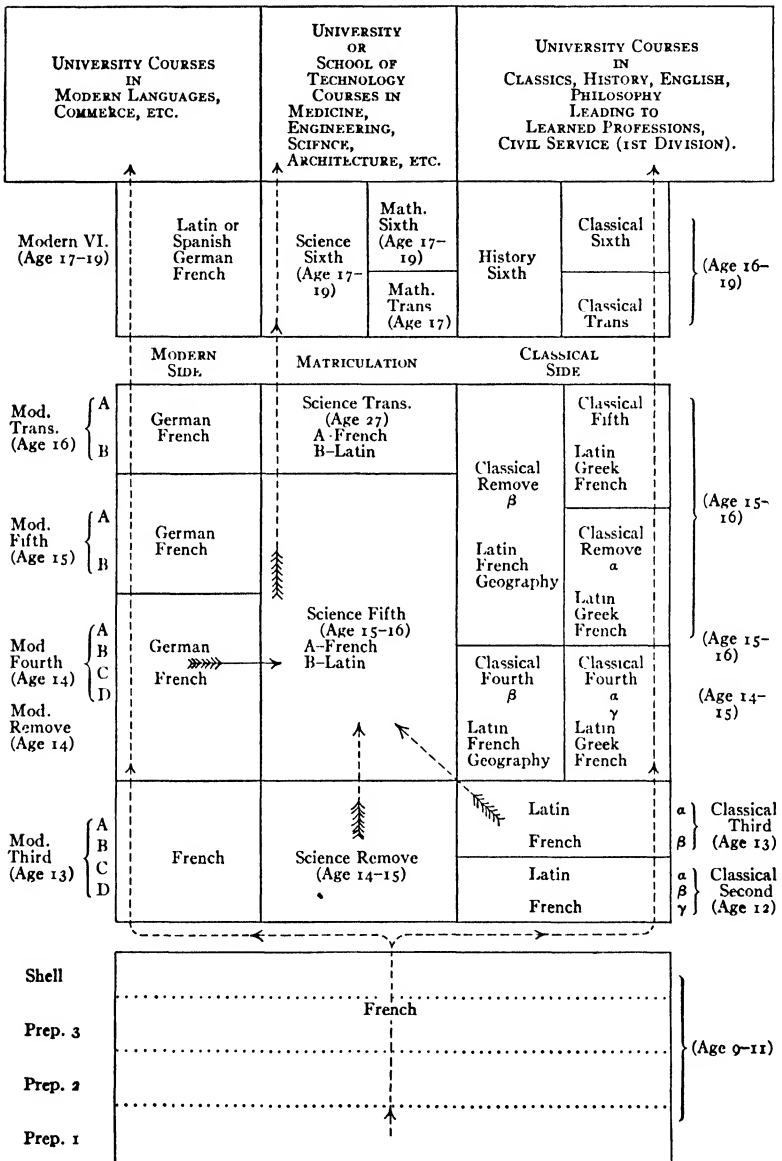 UNIVERSITY COURSES
IN
MODERN LANGUAGES,
COMMERCE, ETC.
UNIVERSITY
OR
SCHOOL OF
TECHNOLOGY
COURSES IN
MEDICINE,
ENGINEERING,
SCIENCE,
ARCHITECTURE, ETC.
UNIVERSITY COURSES
IN
CLASSICS, HISTORY, ENGLISH,
PHILOSOPHY
LEADING TO
LEARNED PROFESSIONS,
CIVIL SERVICE (1ST DIVISION).
Modern VI.
(Age 17-19)
Latin or
Spanish
German
French
Science
Sixth
(Age 17-
19)
Math.
Sixth
(Age 17-
19)
Math.
Trans
(Age 17)
History
Sixth
Classical
Sixth
Classical
Trans
(Age 16-
19)
MODERN
SIDE
MATRICULATION
CLASSICAL
SIDE
Mod.
Trans.
(Age 16)
A
B
German
French
Science Trans.
(Age 27)
A-French
B-Latin
Classical
Remove
β
Latin
French
Geography
Classical
Fifth
Latin
Greek
French
(Age 15-
16)
Mod.
Fifth
(Age 15)
A
B
German
French
Classical
Remove
α
Latin
Greek
French
Mod
Fourth
(Age 14)
A
B
C
D
Mod.
Remove
(Age 14)
German
French
Science Fifth
(Age 15-16)
A-French
B-Latin
Classical
Fourth
β
Latin
French
Geography
Classical
Fourth
α
γ
Latin
Greek
French
(Age 15-
16)
(Age 14-
15)
Mod.
Third
(Age 13)
A
B
C
D
French
Science Remove
(Age 14-15)
Latin
French
α
β
Classical
Third
(Age 13)
Latin
French
α
β
γ
Classical
Second
(Age 12)
Shell
French
Prep. 3
(Age 9-11)
Prep. 2
Prep. 1